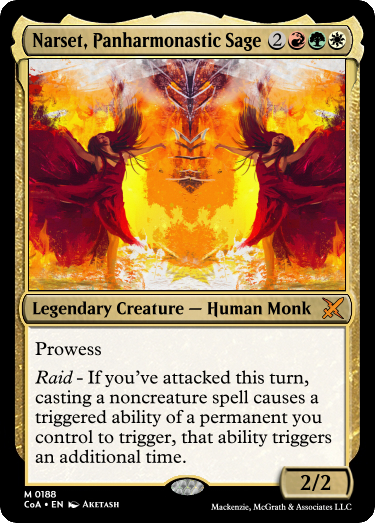 Narset, Panharmonastic Sage 2
Legendary Creature — Human Monk
Prowess
Raid - If you've attacked this turn,
casting a noncreature spell causes a
triggered ability of a permanent you
control to trigger, that ability triggers
an additional time.
2/2
M 0188
CoA • EN Aketash
Mackenzie, McGrath & Associates LLC